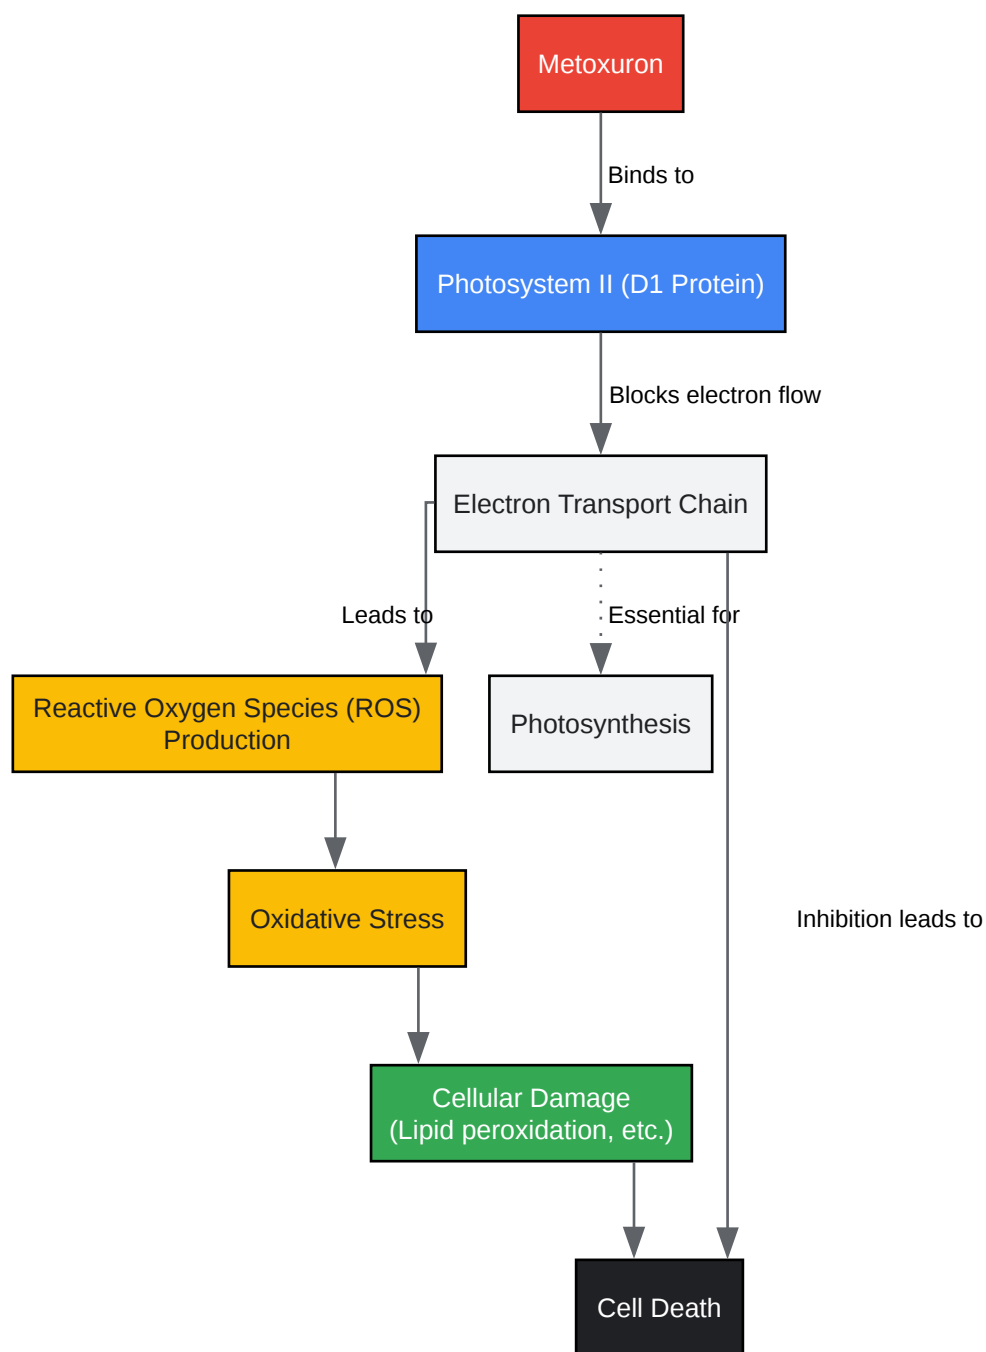 Metoxuron
Binds to
Photosystem II (D1 Protein)
Blocks electron flow
Electron Transport Chain
Leads to
Essential for
Reactive Oxygen Species (ROS)
Production
Photosynthesis
Oxidative Stress
Inhibition leads to
Cellular Damage
(Lipid peroxidation, etc.)
Cell Death